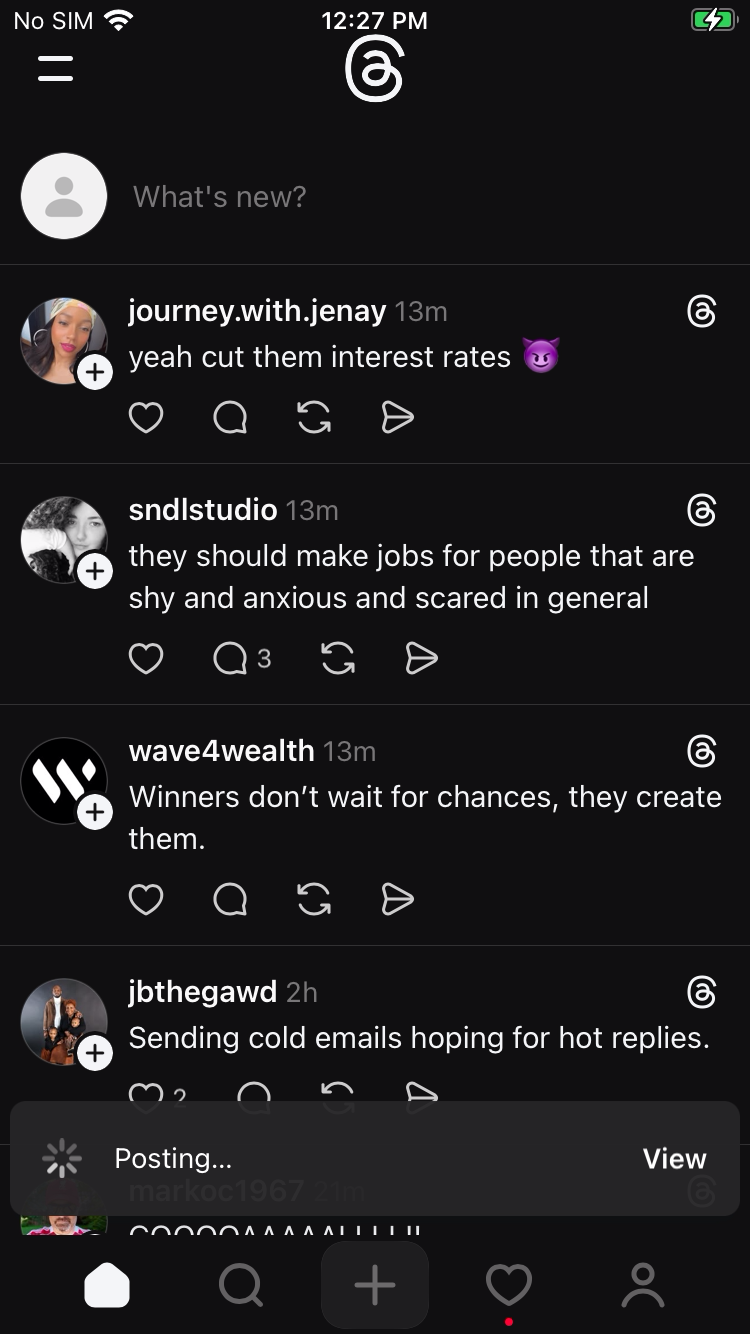 No SIM 12:27 PM
What's new?
journey.with.jenay 13m
yeah cut them interest rates 😈
sndlstudio 13m
they should make jobs for people that are
shy and anxious and scared in general
3
wave4wealth 13m
Winners don’t wait for chances, they create
them.
jbthegawd 2h
Sending cold emails hoping for hot replies.
2
Posting... View
markoc1967 21m